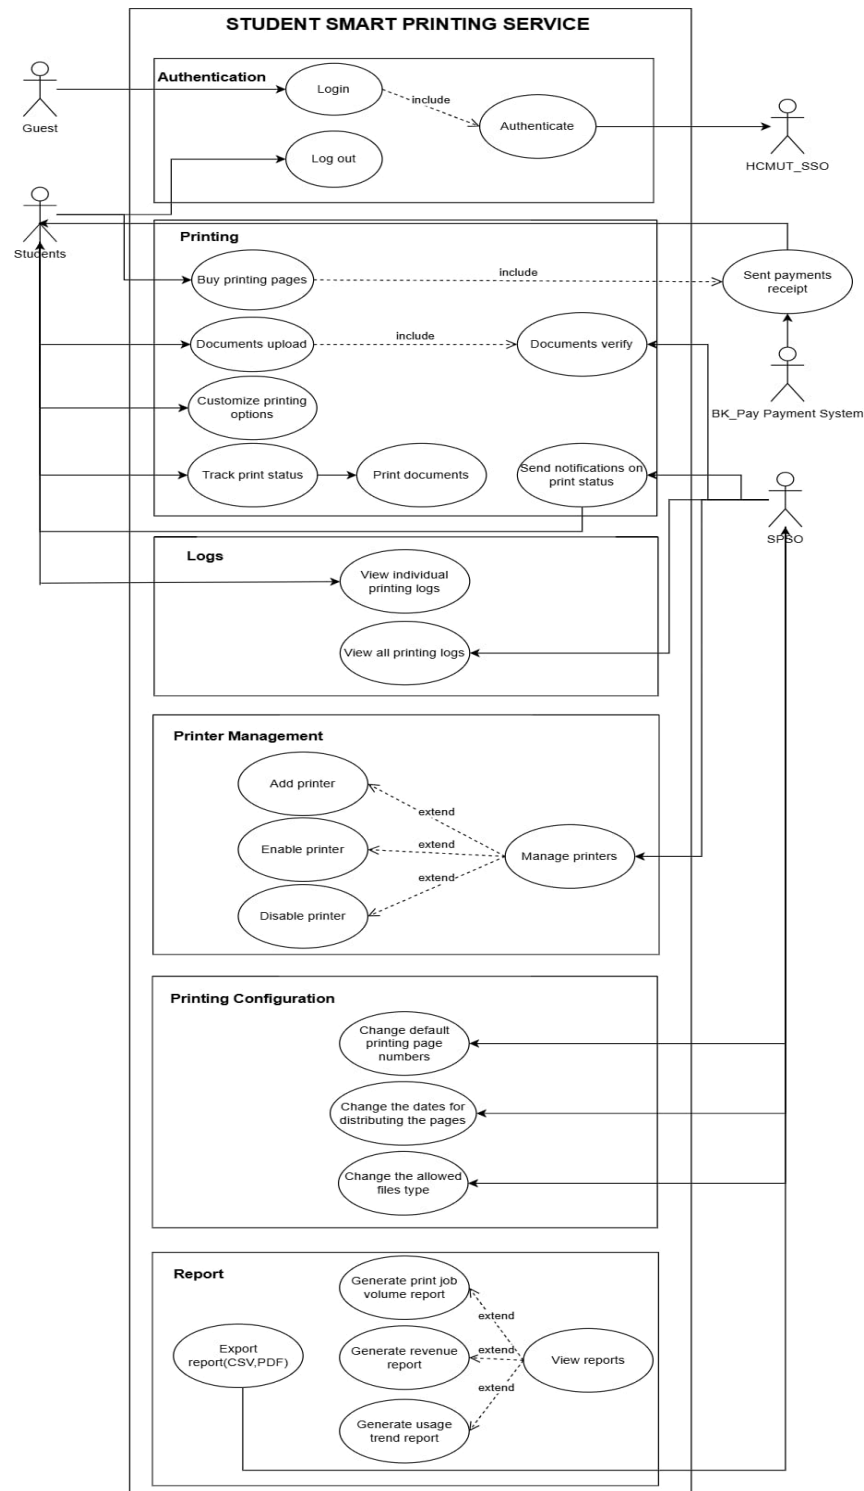 STUDENT SMART PRINTING SERVICE
Authentication
Login
include
Authenticate
Log out
Guest
HCMUT_SSO
Students
Printing
Buy printing pages
include
Sent payments
receipt
Documents upload
include
Documents verify
BK_Pay Payment System
Customize printing
options
Track print status
Print documents
Send notifications on
print status
SPSO
Logs
View individual
printing logs
View all printing logs
Printer Management
Add printer
extend
Enable printer
extend
Manage printers
extend
Disable printer
Printing Configuration
Change default
printing page
numbers
Change the dates for
distributing the pages
Change the allowed
files type
Report
Generate print job
volume report
extend
Export
report(CSV,PDF)
Generate revenue
report
extend
View reports
extend
Generate usage
trend report